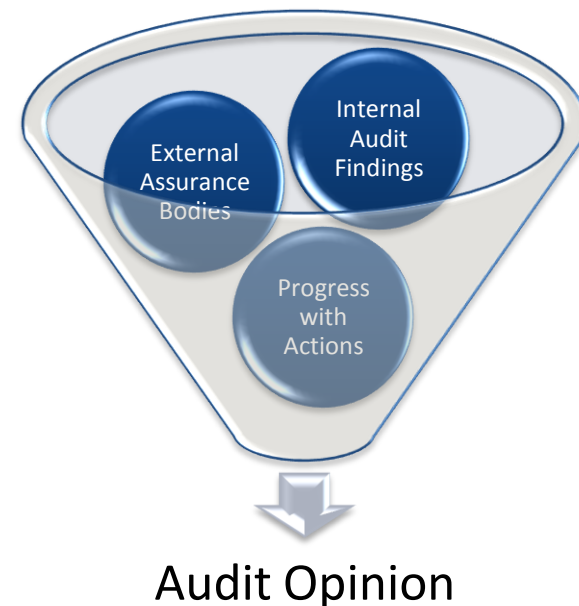 External
Assurance
Bodies
Internal
Audit
Findings
Progress
with
Actions
Audit Opinion